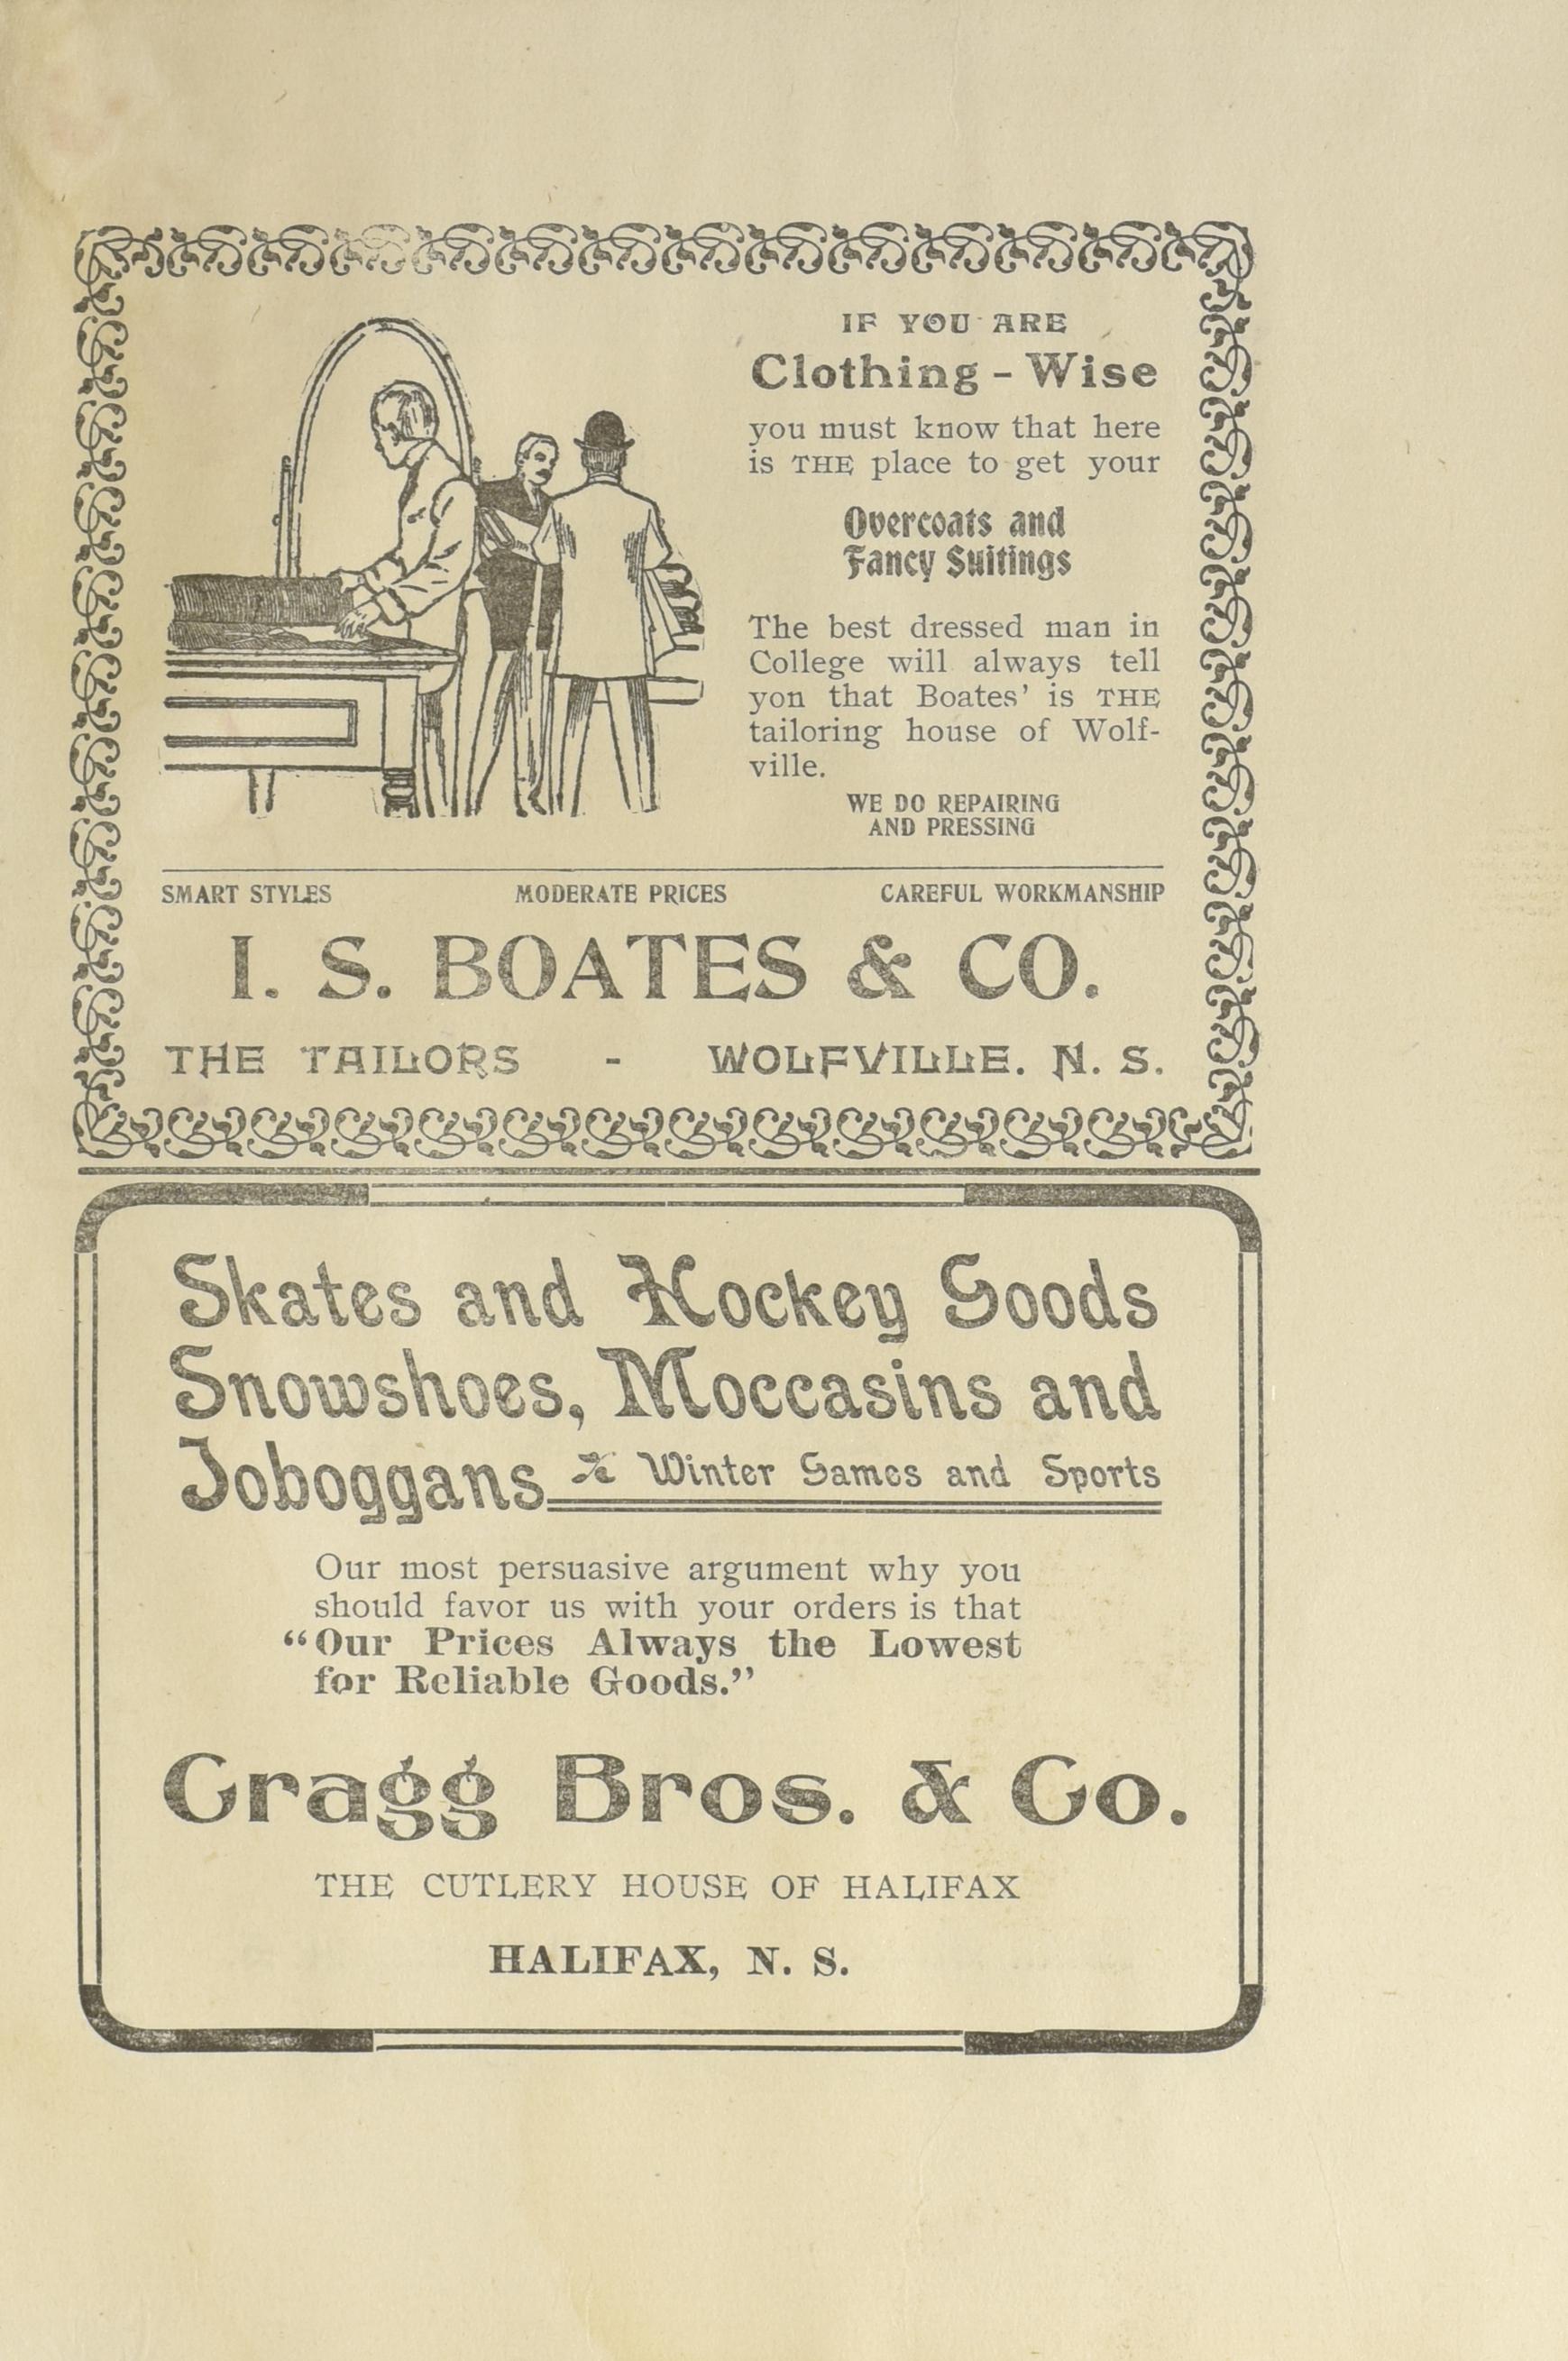 IF YOU ARE
Clothing - Wise
you must know that here
is THE place to get your
Overcoats and
Fancy Suitings
The best dressed man in
College will always tell
yon that Boates' is THE
tailoring house of Wolf-
ville.
WE DO REPAIRING
AND PRESSING
SMART STYLES MODERATE PRICES CAREFUL WORKMANSHIP
I. S. BOATES & CO.
THE TAILORS - WOLFVILLE. N. S.
Skates and Hockey Goods
Snowshoes, Moccasins and
Toboggans Winter Games and Sports
Our most persuasive argument why you
should favor us with your orders is that
“Our Prices Always the Lowest
for Reliable Goods.”
Cragg Bros. & Co.
THE CUTLERY HOUSE OF HALIFAX
HALIFAX, N. S.